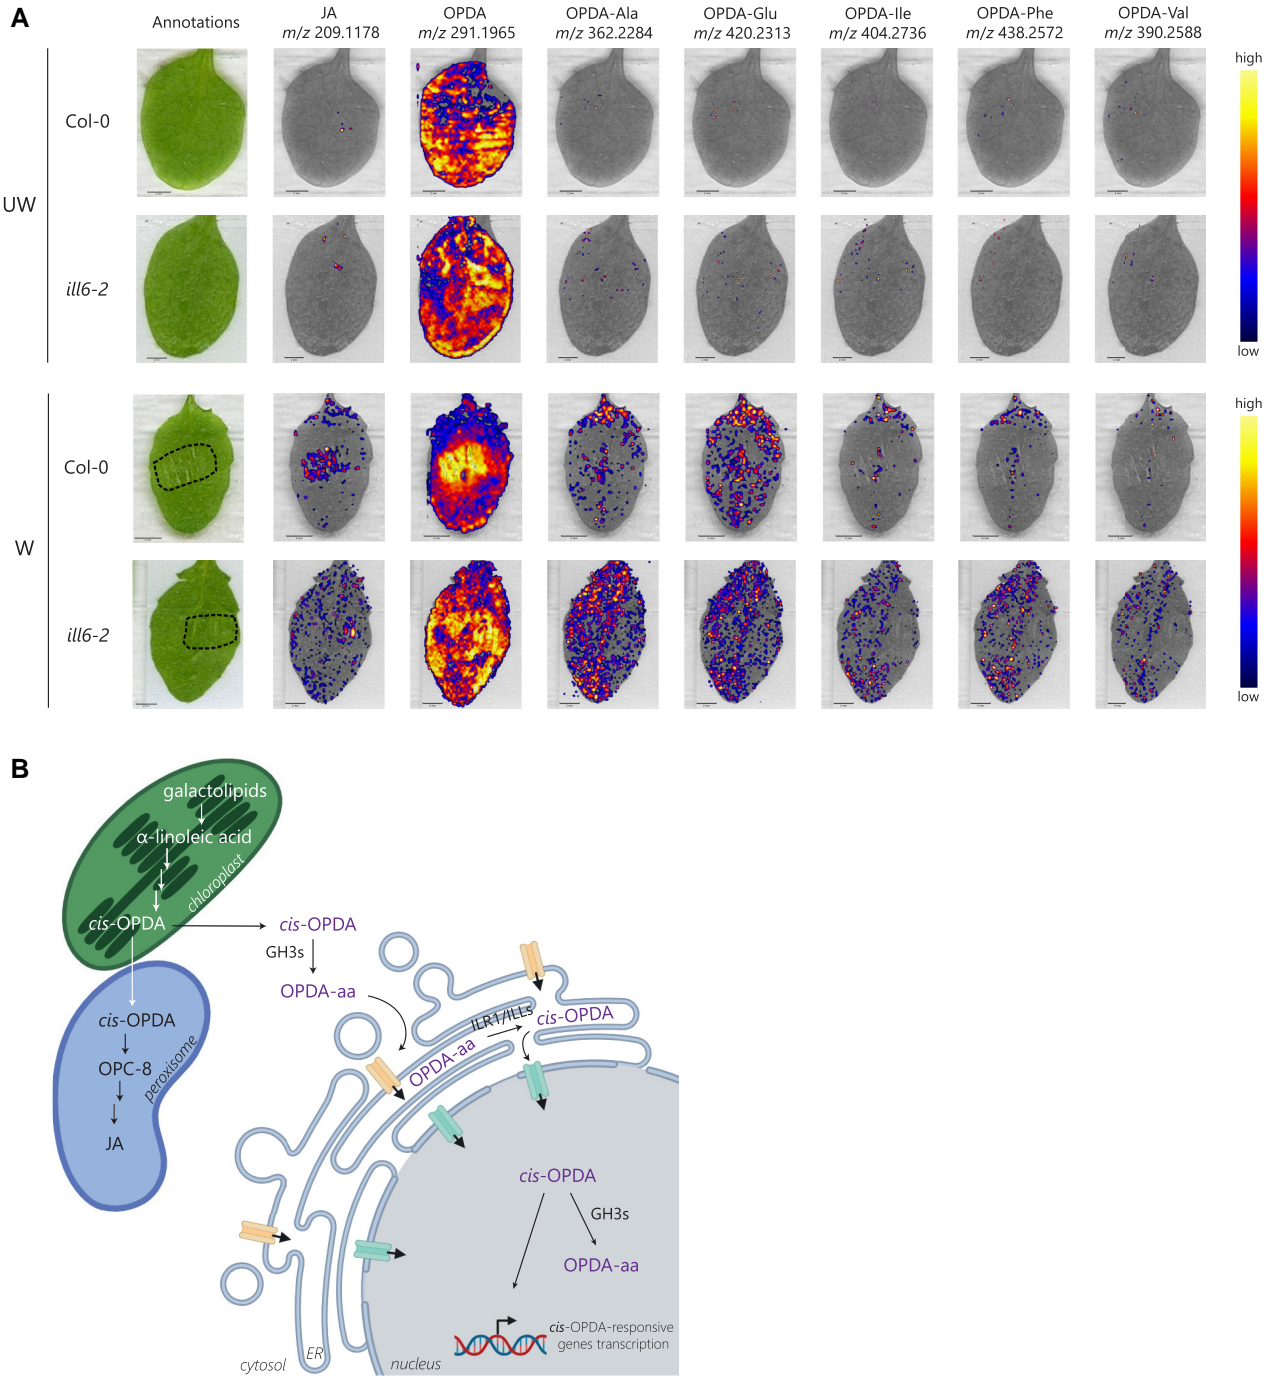 A
Annotations
JA
m/z 209.1178
OPDA
m/z 291.1965
OPDA-Ala
m/z 362.2284
OPDA-Glu
m/z 420.2313
OPDA-Ile
m/z 404.2736
OPDA-Phe
m/z 438.2572
OPDA-Val
m/z 390.2588
UW
Col-0
ill6-2
high
low
W
Col-0
ill6-2
high
low
B
galactolipids
α-linoleic acid
chloroplast
cis-OPDA
cis-OPDA
GH3s
OPDA-aa
cis-OPDA
OPC-8
JA
peroxisome
OPDA-aa
ILR1/ILLs
cis-OPDA
cis-OPDA
GH3s
OPDA-aa
cis-OPDA-responsive
genes transcription
cytosol
ER
nucleus